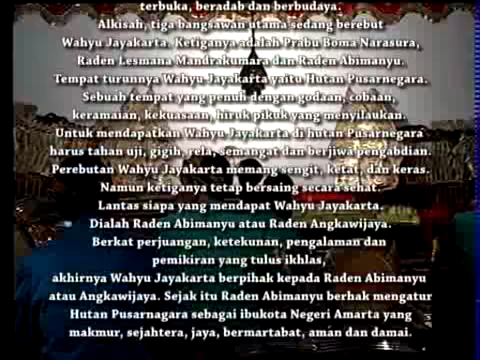 terbuka, beradab dan berbudaya.
Alkisah, tiga bangsawan utama sedang berebut
Wahyu Jayakarta. Ketiganya adalah Prabu Boma Narasura,
Raden Lesmana Mandrakumara dan Raden Abimanyu.
Tempat turunnya Wahyu Jayakarta yaitu Hutan Pusarnegara.
Sebuah tempat yang penuh dengan godaan, cobaan,
keramaian, kekuasaan, hiruk pikuk yang menyilaukan.
Untuk mendapatkan Wahyu Jayakarta di hutan Pusarnegara
harus tahan uji, gigih, rela, semangat dan berjiwa pengabdian.
Perebutan Wahyu Jayakarta memang sengit, ketat, dan keras.
Namun ketiganya tetap bersaing secara sehat.
Lantas siapa yang mendapat Wahyu Jayakarta.
Dialah Raden Abimanyu atau Raden Angkawijaya.
Berkat perjuangan, ketekunan, pengalaman dan
pemikiran yang tulus ikhlas,
akhirnya Wahyu Jayakarta berpihak kepada Raden Abimanyu
atau Angkawijaya. Sejak itu Raden Abimanyu berhak mengatur
Hutan Pusarnagara sebagai ibukota Negeri Amarta yang
makmur, sejahtera, jaya, bermartabat, aman dan damai.